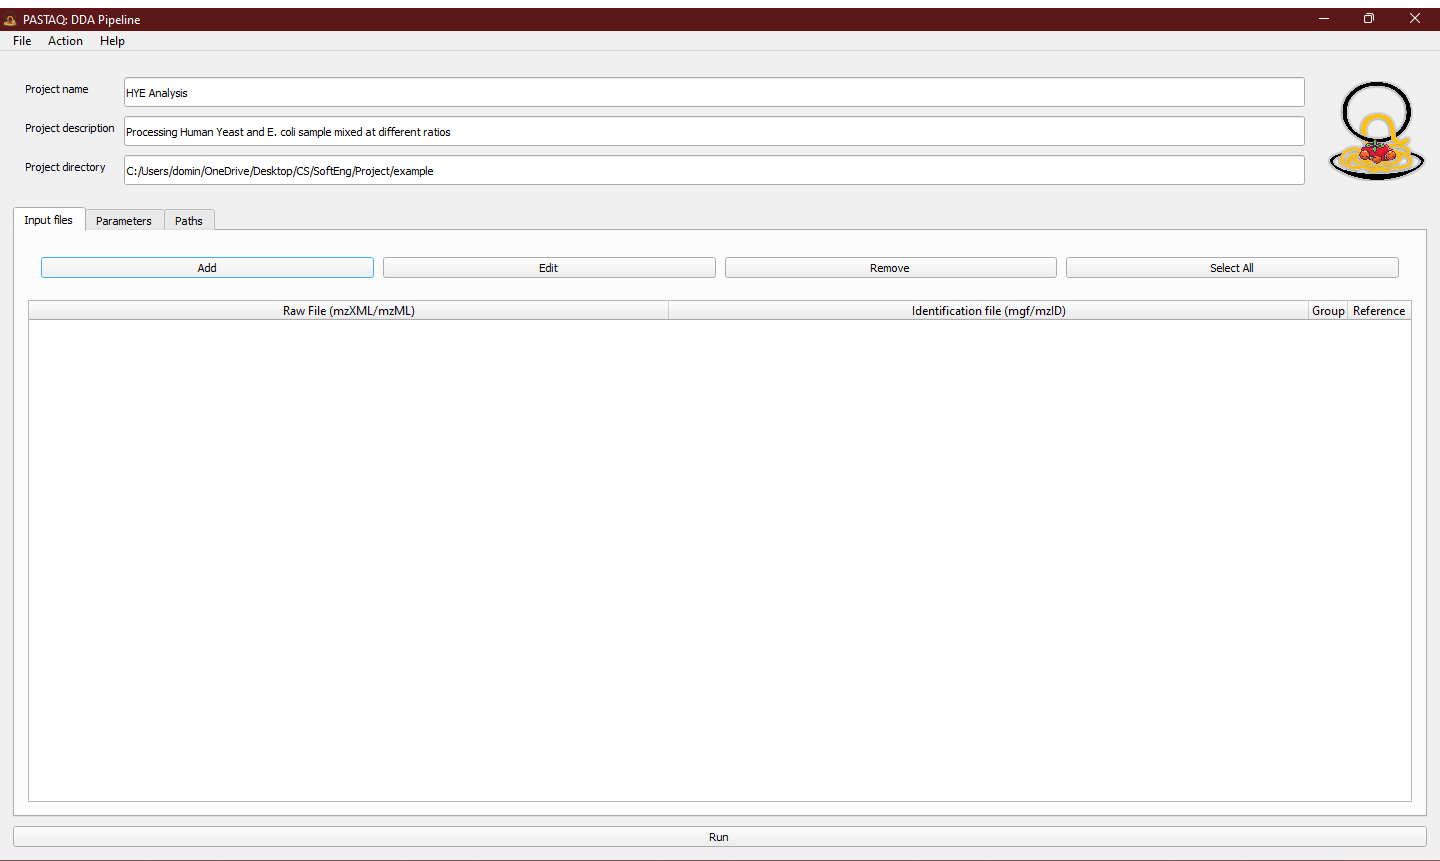 PASTAQ: DDA Pipeline
File Action Help
Project name
HYE Analysis
Project description
Processing Human Yeast and E. coli sample mixed at different ratios
Project directory
C:/Users/domin/OneDrive/Desktop/CS/SoftEng/Project/example
Input files Parameters Paths
Add Edit Remove Select All
Raw File (mzXML/mzML) Identification file (mgf/mzID) Group Reference
Run